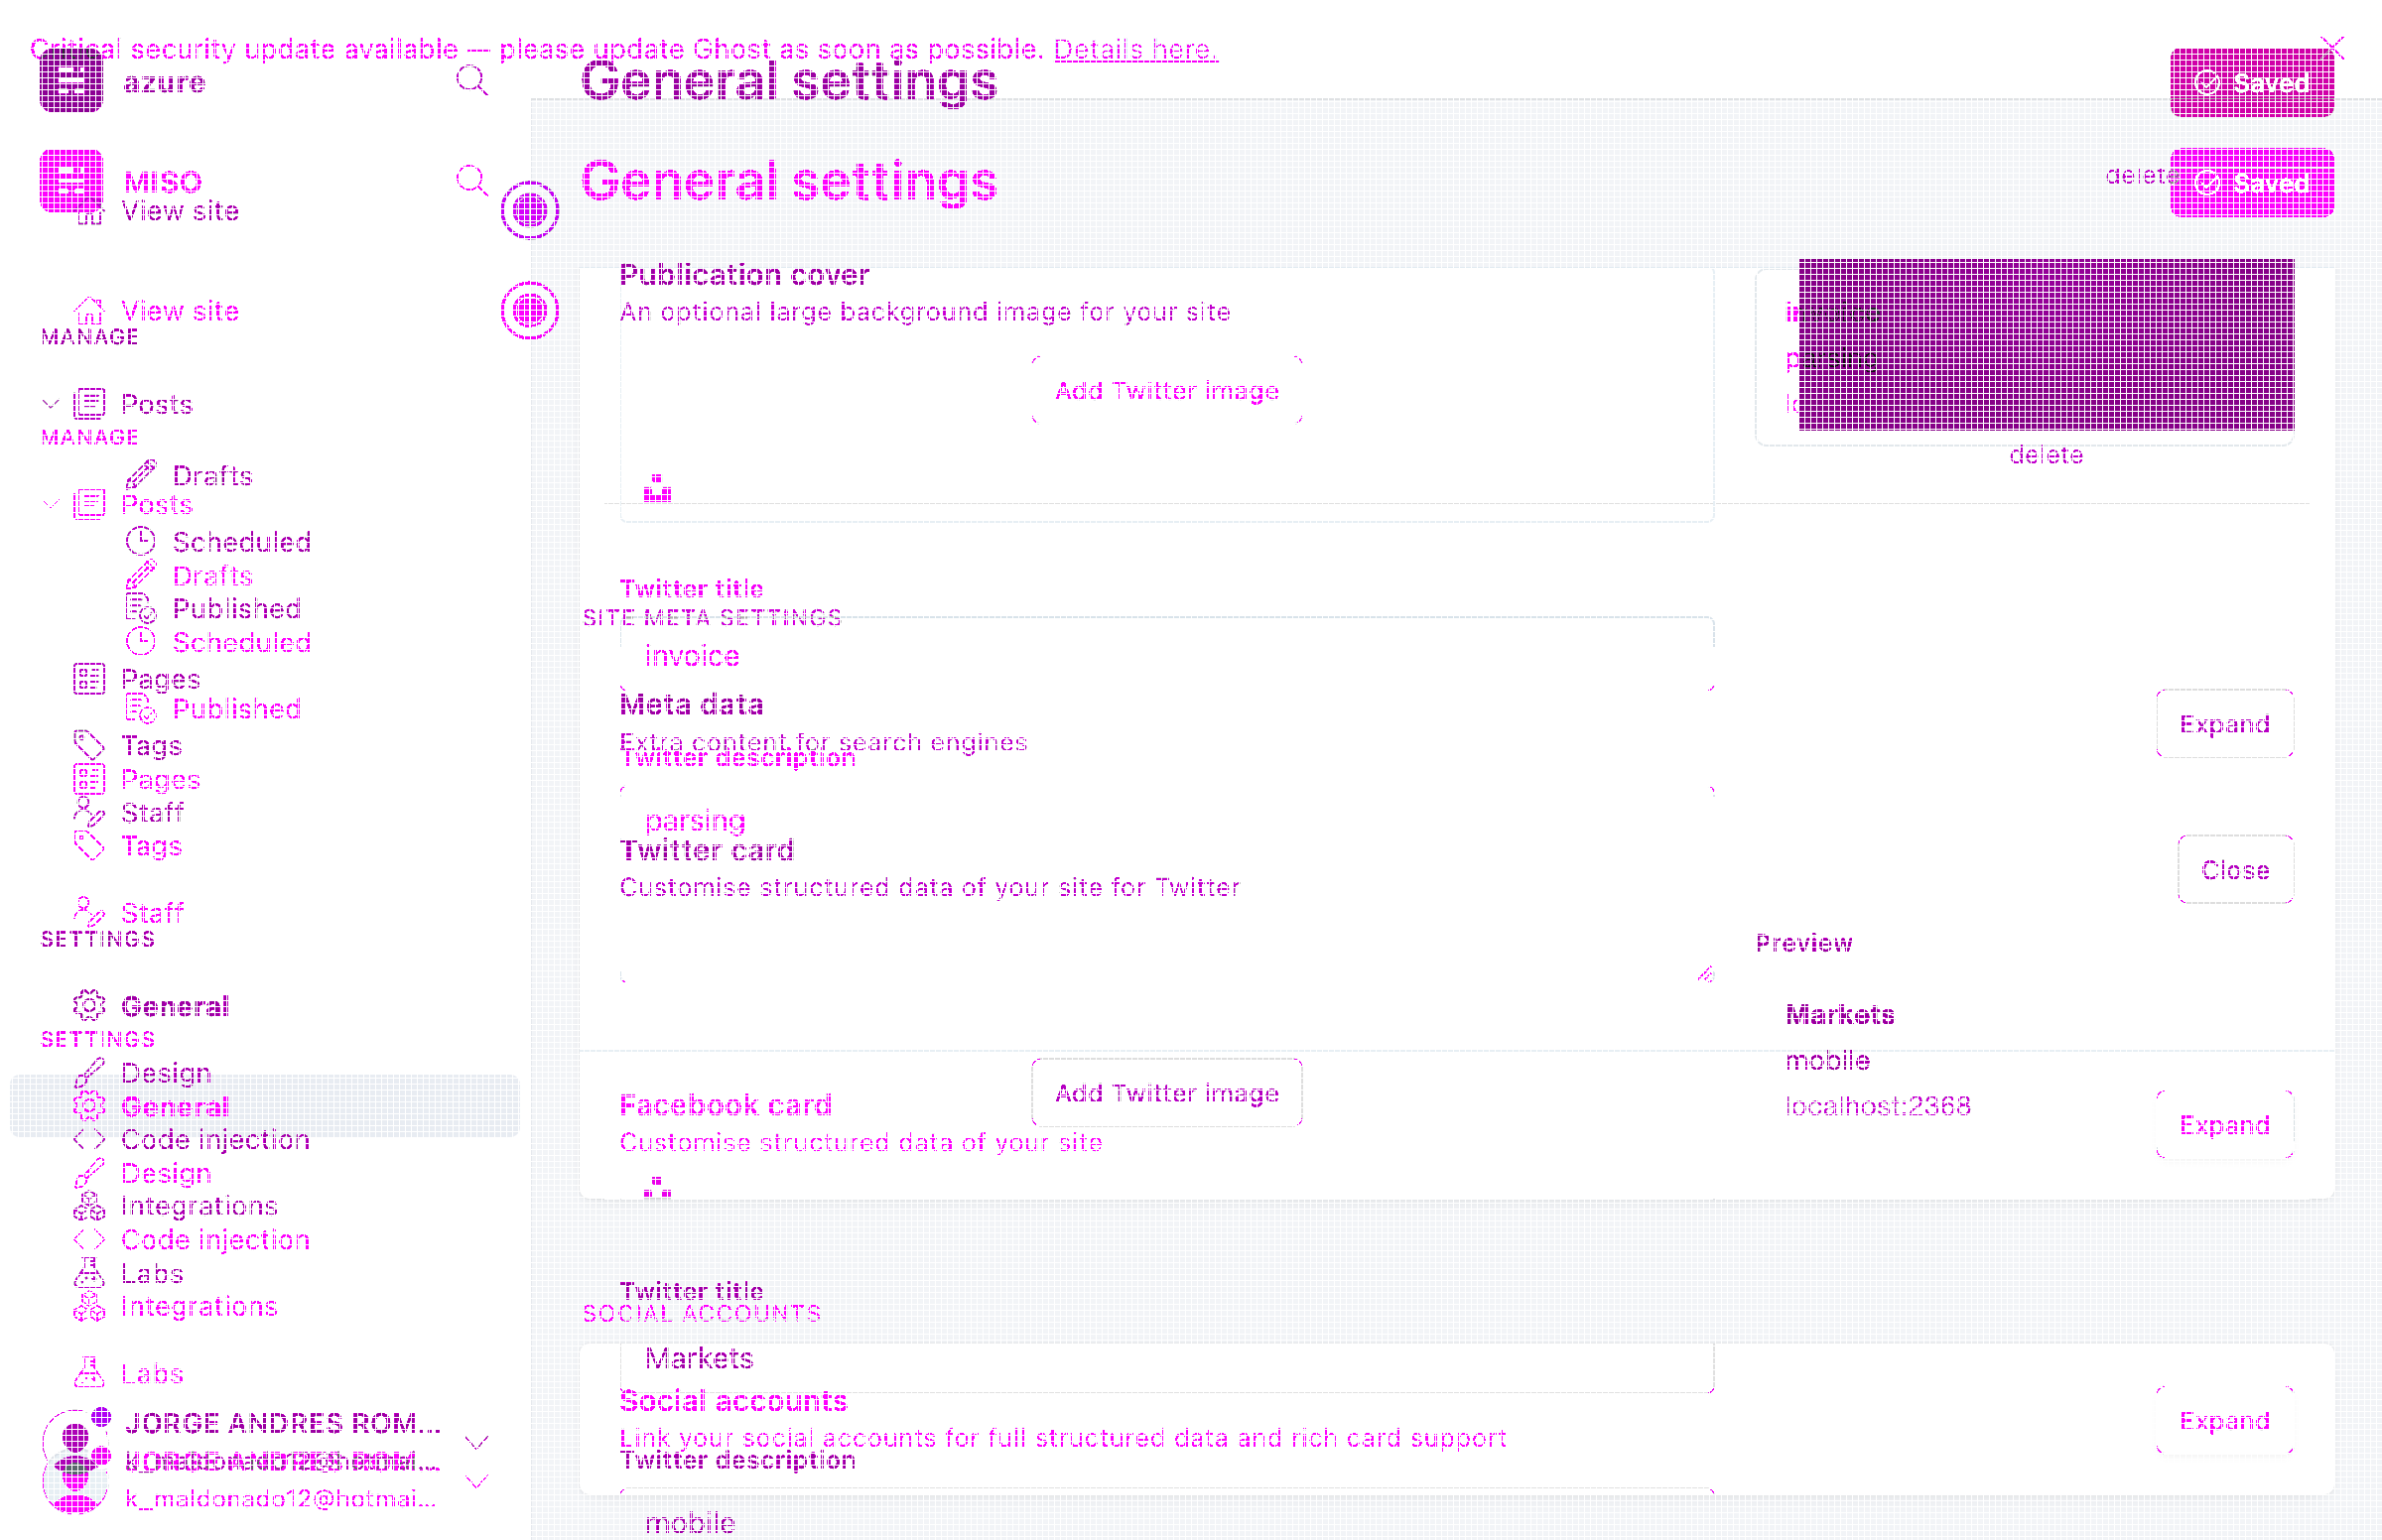 Critical security update available — please update Ghost as soon as possible. Details here.
azure
General settings
Saved
MISO
General settings
delete
Saved
View site
Publication cover
An optional large background image for your site
View site
MANAGE
Add Twitter image
Posts
MANAGE
delete
Drafts
Posts
Scheduled
Drafts
Twitter title
Published
SITE META SETTINGS
Scheduled
invoice
Pages
Published
Meta data
Expand
Tags
Extra content for search engines
Twitter description
Pages
Staff
parsing
Tags
Twitter card
Close
Customise structured data of your site for Twitter
Staff
SETTINGS
Preview
General
Markets
SETTINGS
mobile
Design
Add Twitter image
General
Facebook card
localhost:2368
Expand
Code injection
Customise structured data of your site
Design
Integrations
Code injection
Labs
Twitter title
Integrations
SOCIAL ACCOUNTS
Markets
Labs
Social accounts
Expand
JORGE ANDRES ROM...
Link your social accounts for full structured data and rich card support
JORGE ANDRES ROM...
Twitter description
k_maldonado12@hotmai...
mobile